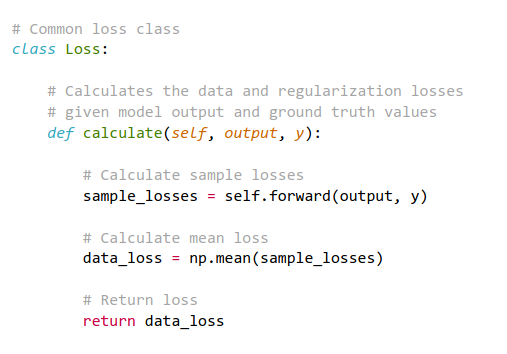 # Common loss class
class Loss:
    # Calculates the data and regularization losses
    # given model output and ground truth values
    def calculate(self, output, y):
        # Calculate sample losses
        sample_losses = self.forward(output, y)
        # Calculate mean loss
        data_loss = np.mean(sample_losses)
        # Return loss
        return data_loss